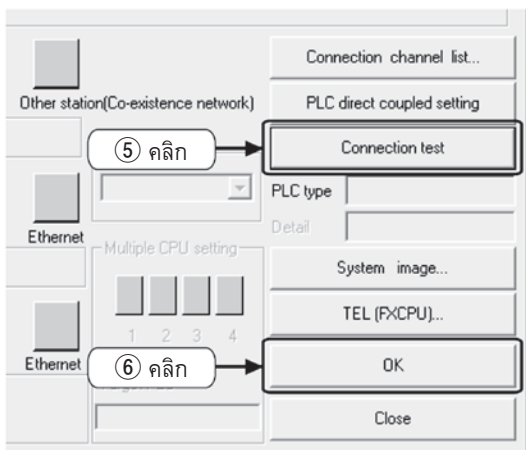 Connection channel list...
Other station(Co-existence network)
PLC direct coupled setting
⑤ คลิก
Connection test
PLC type
Ethernet
Detail
Multiple CPU setting
System image...
1 2 3 4
TEL (FXCPU)...
Ethernet
⑥ คลิก
OK
Close